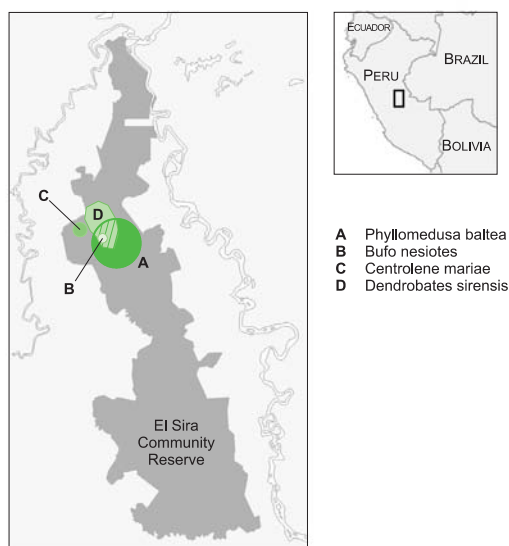 C
D
B
A
El Sira
Community
Reserve
ECUADOR
PERU
BRAZIL
BOLIVIA
A Phyllomedusa baltea
B Bufo nesiotes
C Centrolene mariae
D Dendrobates sirensis